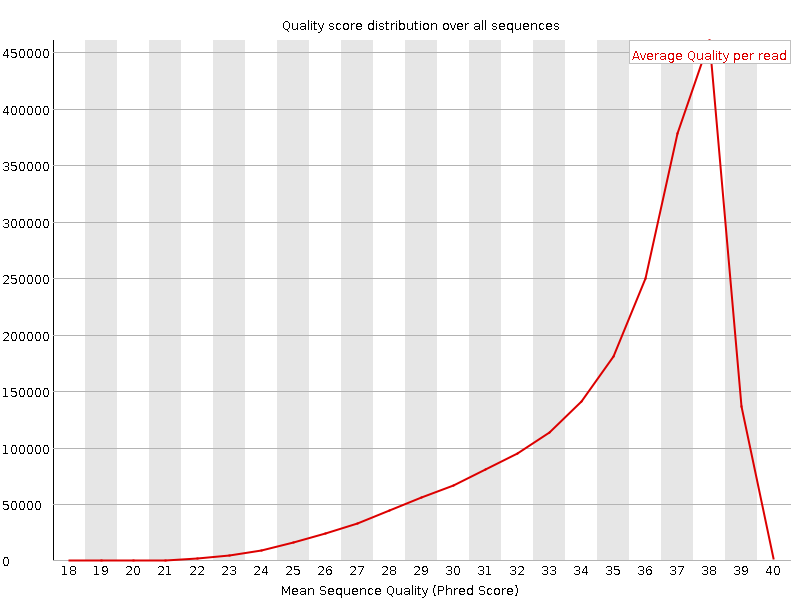 Quality score distribution over all sequences
Average Quality per read
450000
400000
350000
300000
250000
200000
150000
100000
50000
0
18 19 20 21 22 23 24 25 26 27 28 29 30 31 32 33 34 35 36 37 38 39 40
Mean Sequence Quality (Phred Score)